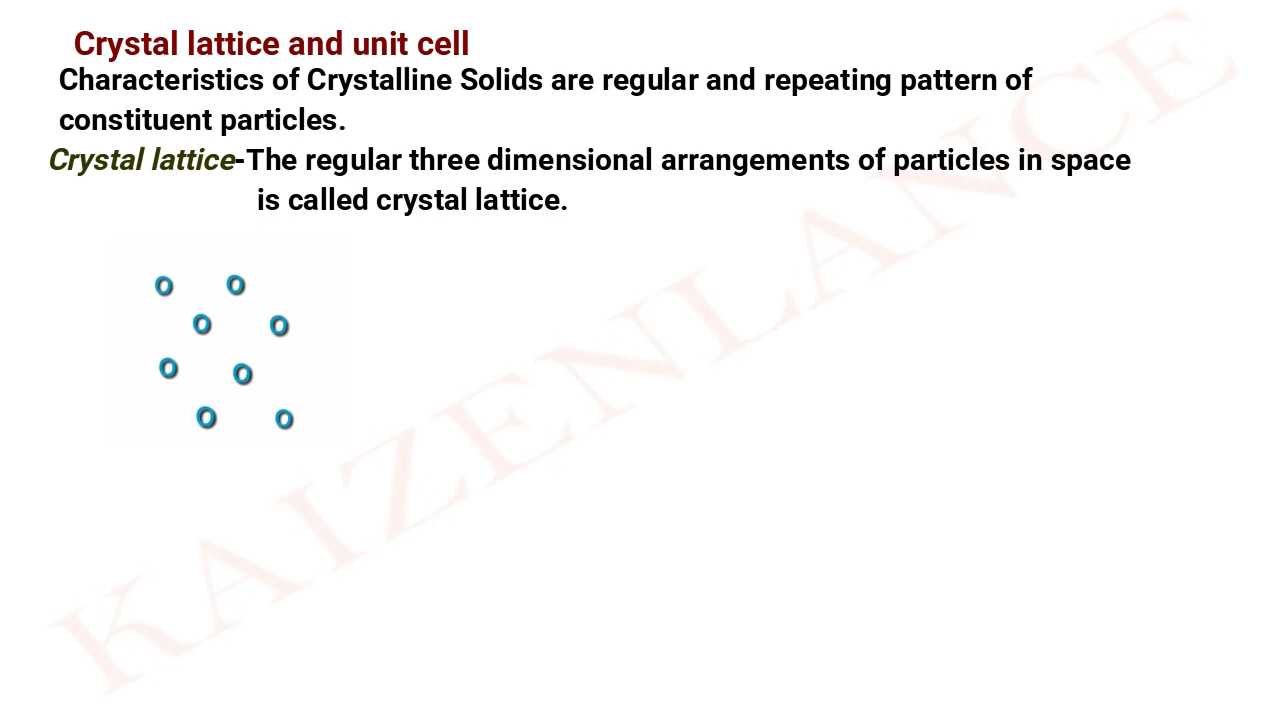 Crystal lattice and unit cell
Characteristics of Crystalline Solids are regular and repeating pattern of
constituent particles.
Crystal lattice-The regular three dimensional arrangements of particles in space
is called crystal lattice.
o o
o o
o o
o o
KAIZENLANCE